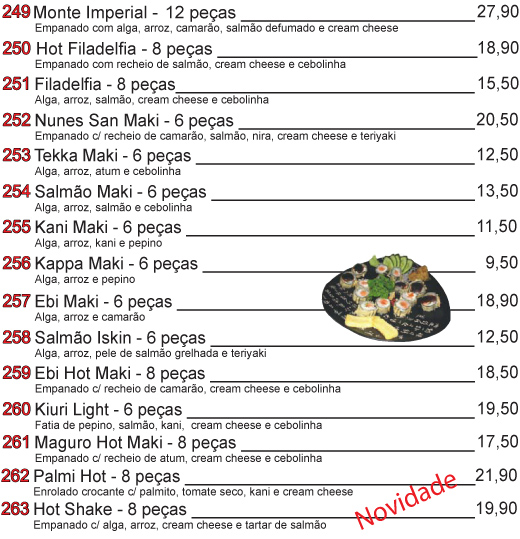 249 Monte Imperial - 12 peças 27,90
Empanado com alga, arroz, camarão, salmão defumado e cream cheese
250 Hot Filadelfia - 8 peças 18,90
Empanado com recheio de salmão, cream cheese e cebolinha
251 Filadelfia - 8 peças 15,50
Alga, arroz, salmão, cream cheese e cebolinha
252 Nunes San Maki - 6 peças 20,50
Empanado c/ recheio de camarão, salmão, nira, cream cheese e teriyaki
253 Tekka Maki - 6 peças 12,50
Alga, arroz, atum e cebolinha
254 Salmão Maki - 6 peças 13,50
Alga, arroz, salmão e cebolinha
255 Kani Maki - 6 peças 11,50
Alga, arroz, kani e pepino
256 Kappa Maki - 6 peças 9,50
Alga, arroz e pepino
257 Ebi Maki - 6 peças 18,90
Alga, arroz e camarão
258 Salmão Iskin - 6 peças 12,50
Alga, arroz, pele de salmão grelhada e teriyaki
259 Ebi Hot Maki - 8 peças 18,50
Empanado c/ recheio de camarão, cream cheese e cebolinha
260 Kiuri Light - 6 peças 19,50
Fatia de pepino, salmão, kani, cream cheese e cebolinha
261 Maguro Hot Maki - 8 peças 17,50
Empanado c/ recheio de atum, cream cheese e cebolinha
262 Palmi Hot - 8 peças 21,90
Enrolado crocante c/ palmito, tomate seco, kani e cream cheese
263 Hot Shake - 8 peças 19,90
Empanado c/ alga, arroz, cream cheese e tartar de salmão
Novidade